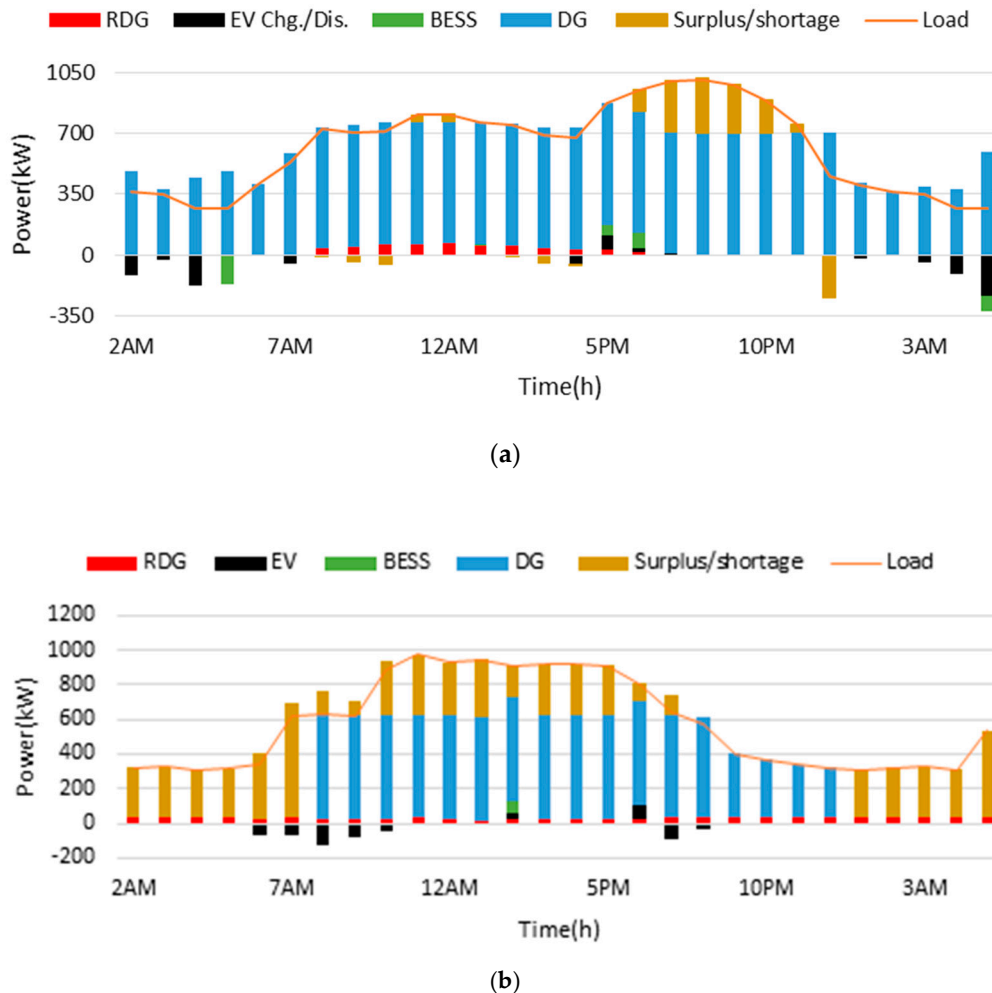 RDG EV Chg./Dis. BESS DG Surplus/shortage Load
1050
700
350
0
-350
Power(kW)
2AM 7AM 12AM 5PM 10PM 3AM
Time(h)
(a)
RDG EV BESS DG Surplus/shortage Load
1200
1000
800
600
400
200
0
-200
Power(kW)
2AM 7AM 12AM 5PM 10PM 3AM
Time(h)
(b)